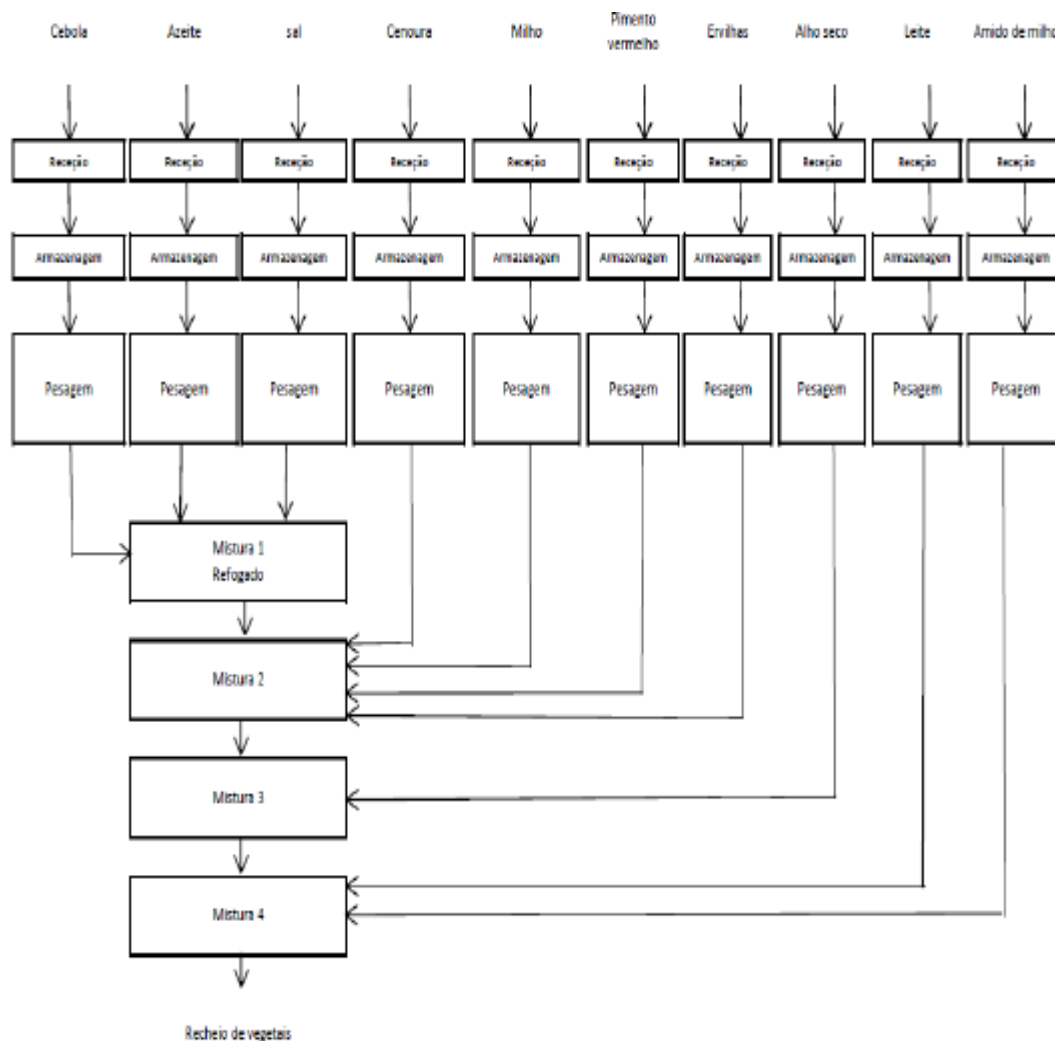 Cebola
Azeite
sal
Cenoura
Milho
Pimento
vermelho
Ervilhas
Alho seco
Leite
Amido de milho
Receção
Receção
Receção
Receção
Receção
Receção
Receção
Receção
Receção
Receção
Armazenagem
Armazenagem
Armazenagem
Armazenagem
Armazenagem
Armazenagem
Armazenagem
Armazenagem
Armazenagem
Armazenagem
Pesagem
Pesagem
Pesagem
Pesagem
Pesagem
Pesagem
Pesagem
Pesagem
Pesagem
Pesagem
Mistura 1
Refogado
Mistura 2
Mistura 3
Mistura 4
Recheio de vegetais